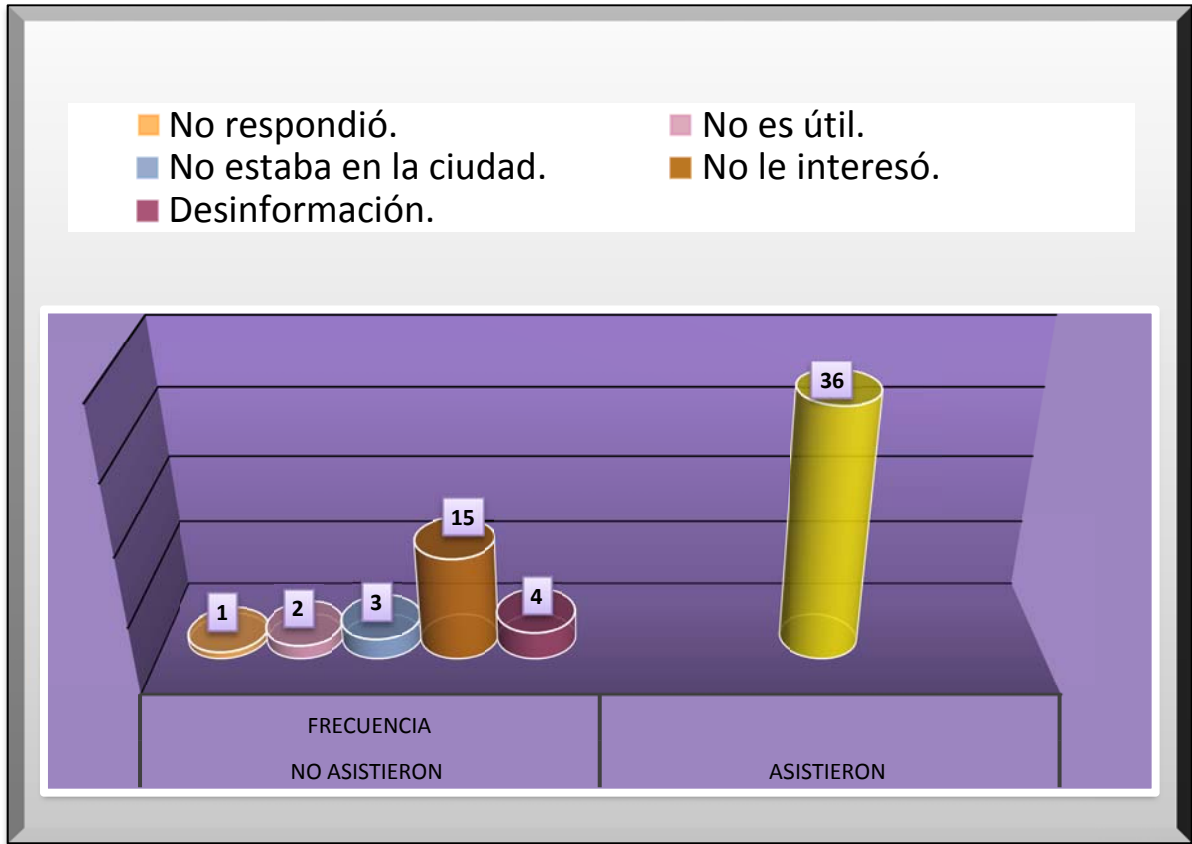 No respondió.
No es útil.
No estaba en la ciudad.
No le interesó.
Desinformación.
36
15
1
2
3
4
FRECUENCIA
NO ASISTIERON
ASISTIERON